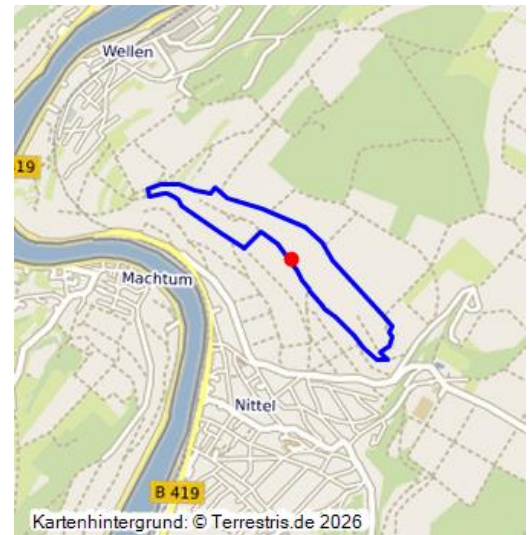 Wellen
19
Machtum
Nittel
B 419
Kartenhintergrund: © Terrestris.de 2026